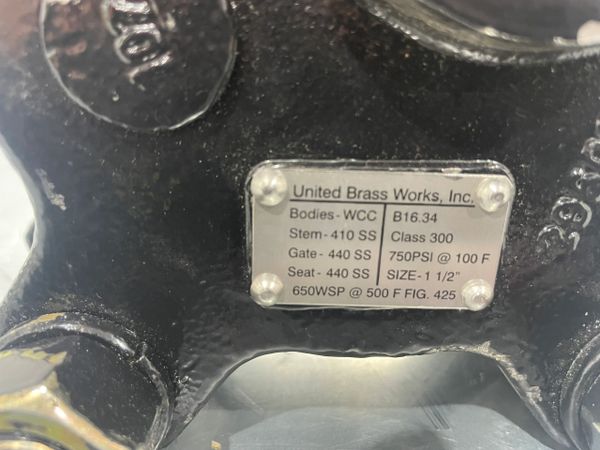 United Brass Works, Inc.
Bodies - WCC
Stem - 410 SS
Gate - 440 SS
Seat - 440 SS
B16.34
Class 300
750PSI @ 100 F
SIZE - 1 1/2"
650WSP @ 500 F FIG. 425